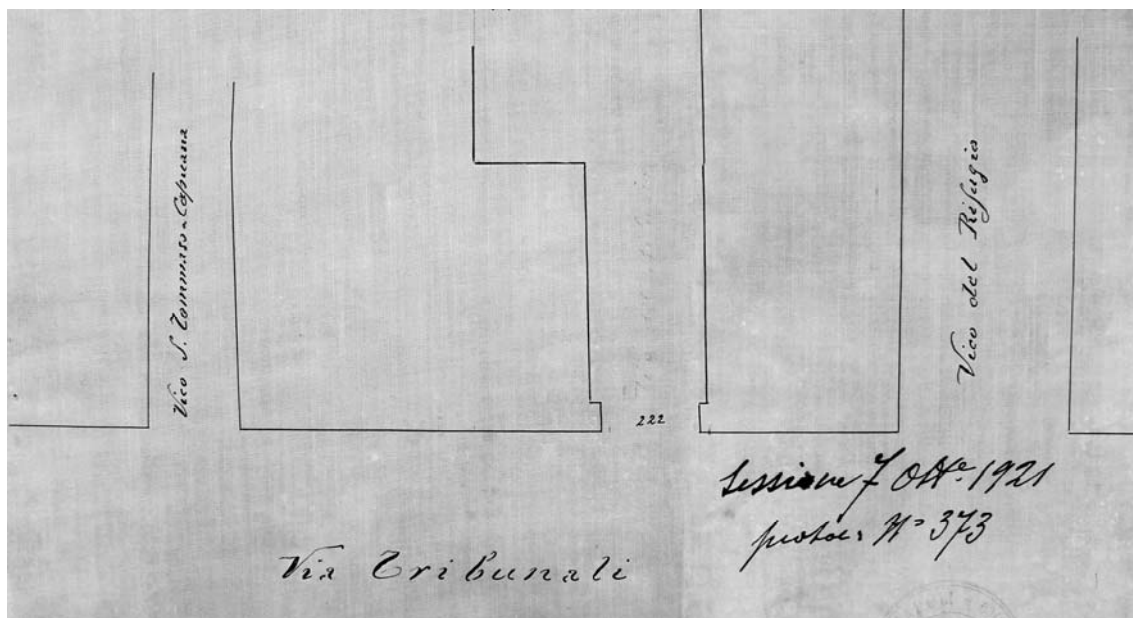 Vico S. Tommaso a Capuana
Vico del Rifugio
222
Sessione 7 Ott.e 1921
protoc. N.o 373
Via Tribunali